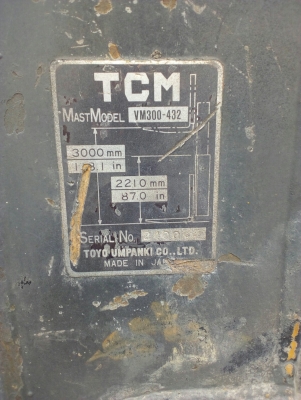 TCM
MAST MODEL VM300-432
3000 mm
118.1 in
2210 mm
87.0 in
SERIAL NO.
TOYO UMPANKI CO.,LTD.
MADE IN JAPAN